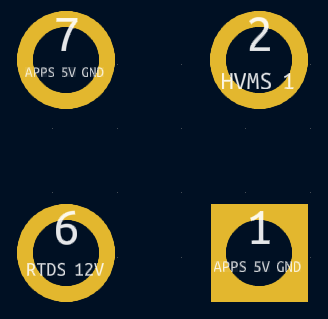 7
APPS 5V GND
2
HVMS 1
6
RTDS 12V
1
APPS 5V GND